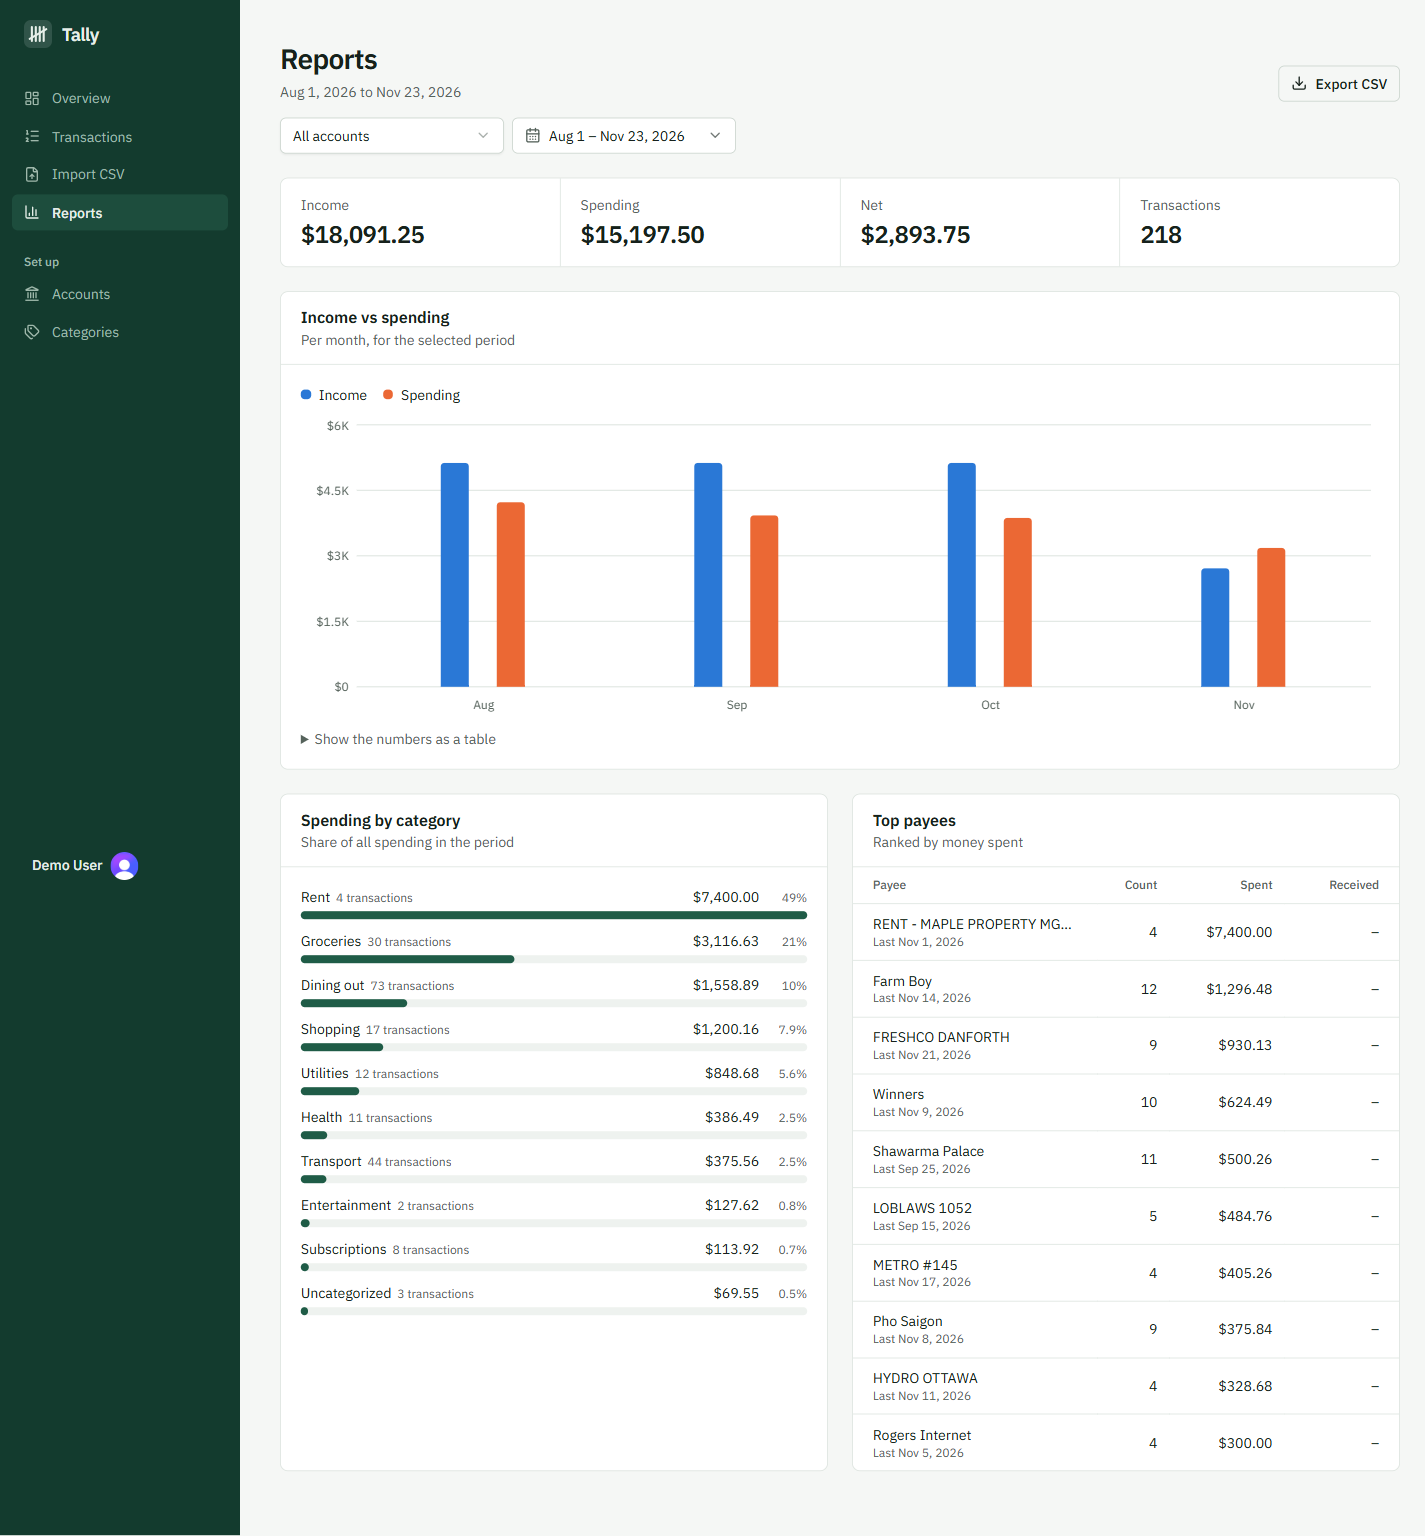 Tally
Overview
Transactions
Import CSV
Reports
Set up
Accounts
Categories
Demo User
Reports
Aug 1, 2026 to Nov 23, 2026
Export CSV
All accounts
Aug 1 – Nov 23, 2026
Income
$18,091.25
Spending
$15,197.50
Net
$2,893.75
Transactions
218
Income vs spending
Per month, for the selected period
Income Spending
$6K
$4.5K
$3K
$1.5K
$0
Aug Sep Oct Nov
Show the numbers as a table
Spending by category
Share of all spending in the period
Rent 4 transactions $7,400.00 49%
Groceries 30 transactions $3,116.63 21%
Dining out 73 transactions $1,558.89 10%
Shopping 17 transactions $1,200.16 7.9%
Utilities 12 transactions $848.68 5.6%
Health 11 transactions $386.49 2.5%
Transport 44 transactions $375.56 2.5%
Entertainment 2 transactions $127.62 0.8%
Subscriptions 8 transactions $113.92 0.7%
Uncategorized 3 transactions $69.55 0.5%
Top payees
Ranked by money spent
Payee Count Spent Received
RENT - MAPLE PROPERTY MG... 4 $7,400.00 –
Last Nov 1, 2026
Farm Boy 12 $1,296.48 –
Last Nov 14, 2026
FRESHCO DANFORTH 9 $930.13 –
Last Nov 21, 2026
Winners 10 $624.49 –
Last Nov 9, 2026
Shawarma Palace 11 $500.26 –
Last Sep 25, 2026
LOBLAWS 1052 5 $484.76 –
Last Sep 15, 2026
METRO #145 4 $405.26 –
Last Nov 17, 2026
Pho Saigon 9 $375.84 –
Last Nov 8, 2026
HYDRO OTTAWA 4 $328.68 –
Last Nov 11, 2026
Rogers Internet 4 $300.00 –
Last Nov 5, 2026